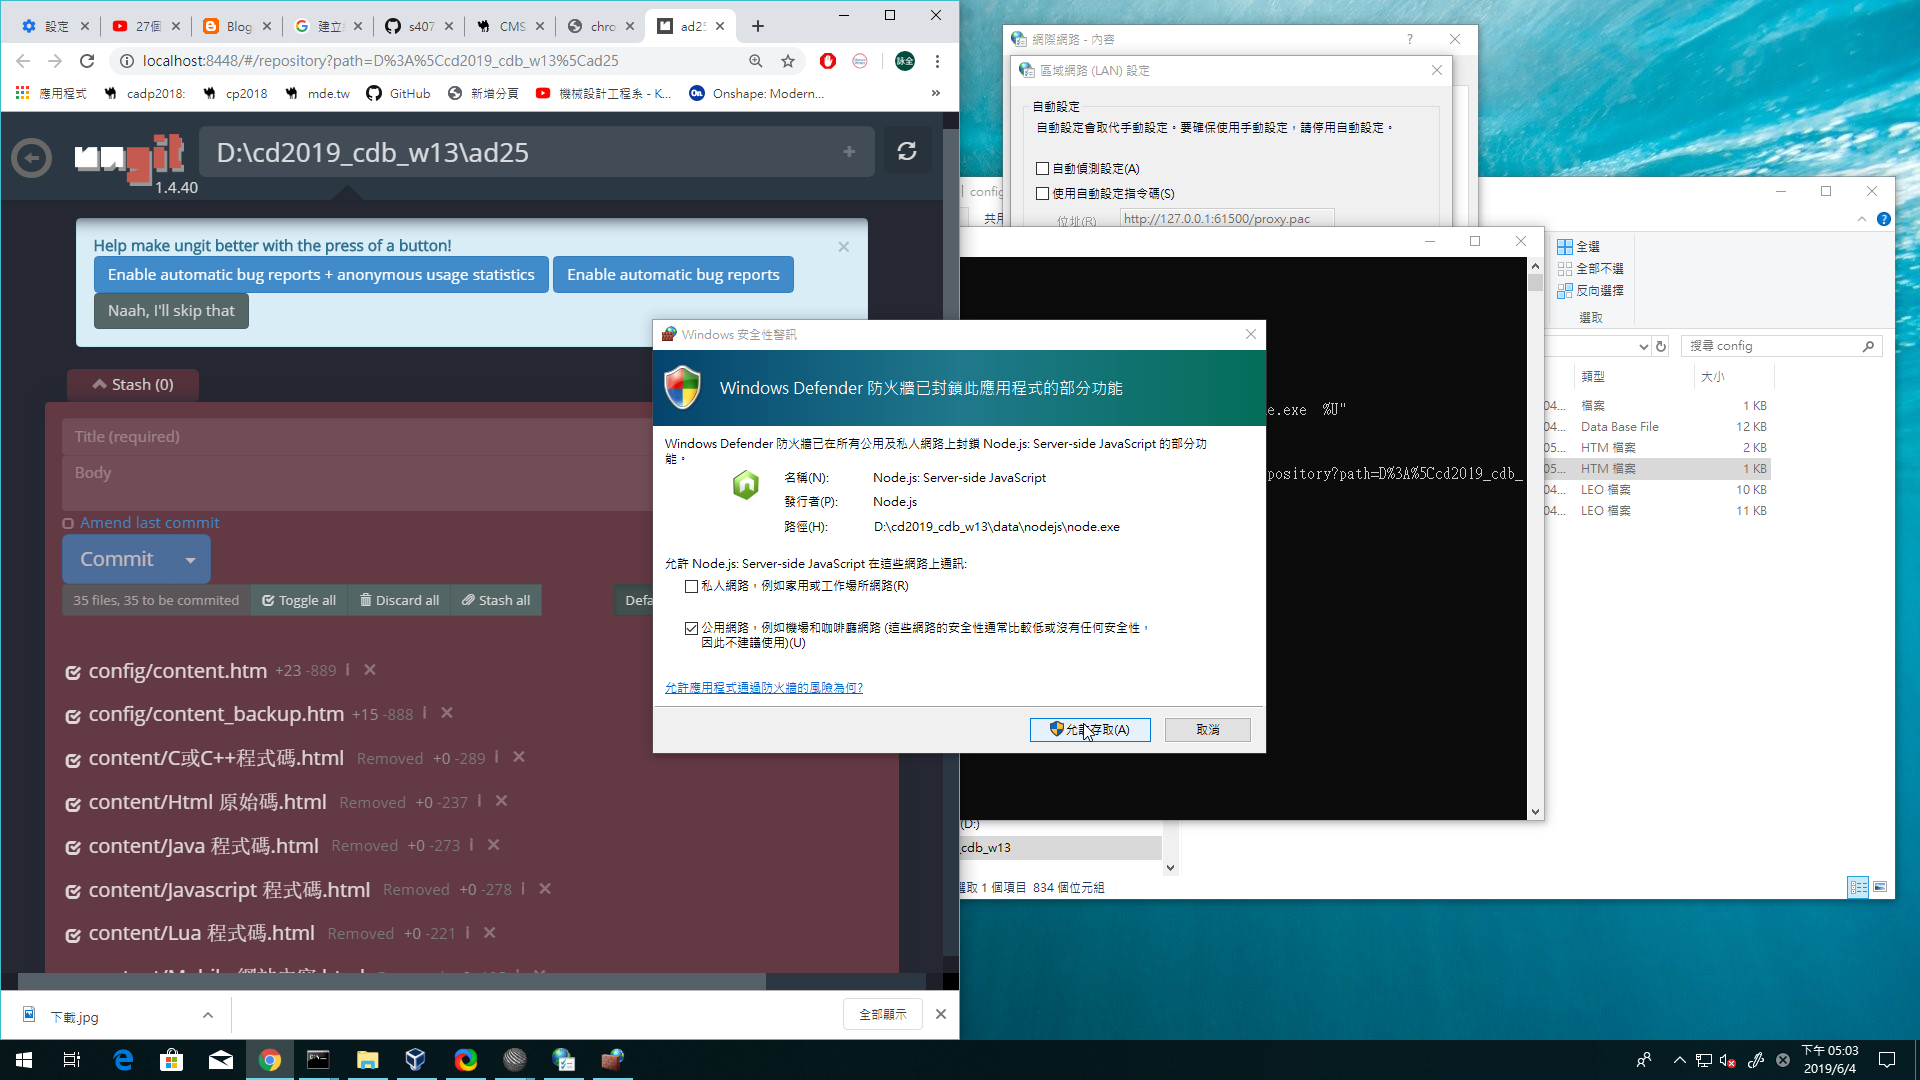 設定
27個
Blog
建立
s407
CMS
chro
ad25
localhost:8448/#/repository?path=D%3A%5Ccd2019_cdb_w13%5Cad25
詠全
應用程式
cadp2018:
cp2018
mde.tw
GitHub
新增分頁
機械設計工程系 - K...
Onshape: Modern...
»
ungit
1.4.40
D:\cd2019_cdb_w13\ad25
Help make ungit better with the press of a button!
Enable automatic bug reports + anonymous usage statistics
Enable automatic bug reports
Naah, I'll skip that
Stash (0)
Title (required)
Body
Amend last commit
Commit
35 files, 35 to be commited
Toggle all
Discard all
Stash all
Defa
config/content.htm +23 -889
config/content_backup.htm +15 -888
content/C或C++程式碼.html Removed +0 -289
content/Html 原始碼.html Removed +0 -237
content/Java 程式碼.html Removed +0 -273
content/Javascript 程式碼.html Removed +0 -278
content/Lua 程式碼.html Removed +0 -221
下載.jpg
全部顯示
網際網路 - 內容
區域網路 (LAN) 設定
自動設定
自動設定會取代手動設定。要確保使用手動設定，請停用自動設定。
自動偵測設定(A)
使用自動設定指令碼(S)
位址(R)
http://127.0.0.1:61500/proxy.pac
config
共用
e.exe %U"
pository?path=D%3A%5Ccd2019_cdb_
Windows 安全性警訊
Windows Defender 防火牆已封鎖此應用程式的部分功能
Windows Defender 防火牆已在所有公用及私人網路上封鎖 Node.js: Server-side JavaScript 的部分功
能。
名稱(N): Node.js: Server-side JavaScript
發行者(P): Node.js
路徑(H): D:\cd2019_cdb_w13\data\nodejs\node.exe
允許 Node.js: Server-side JavaScript 在這些網路上通訊:
私人網路，例如家用或工作場所網路(R)
公用網路，例如機場和咖啡廳網路 (這些網路的安全性通常比較低或沒有任何安全性，
因此不建議使用)(U)
允許應用程式通過防火牆的風險為何?
允許存取(A)
取消
全選
全部不選
反向選擇
選取
搜尋 config
類型 大小
04... 檔案 1 KB
04... Data Base File 12 KB
05... HTM 檔案 2 KB
05... HTM 檔案 1 KB
04... LEO 檔案 10 KB
04... LEO 檔案 11 KB
(D:)
_cdb_w13
選取 1 個項目 834 個位元組
下午 05:03
2019/6/4